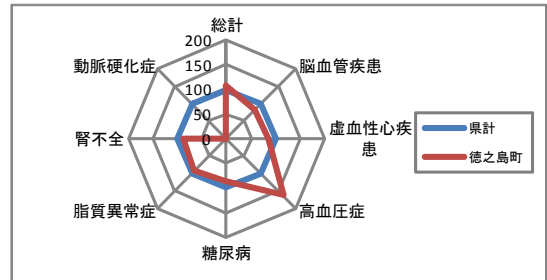 総計
200
150
100
50
0
脳血管疾患
虚血性心疾
患
高血圧症
糖尿病
脂質異常症
腎不全
動脈硬化症
県計
徳之島町